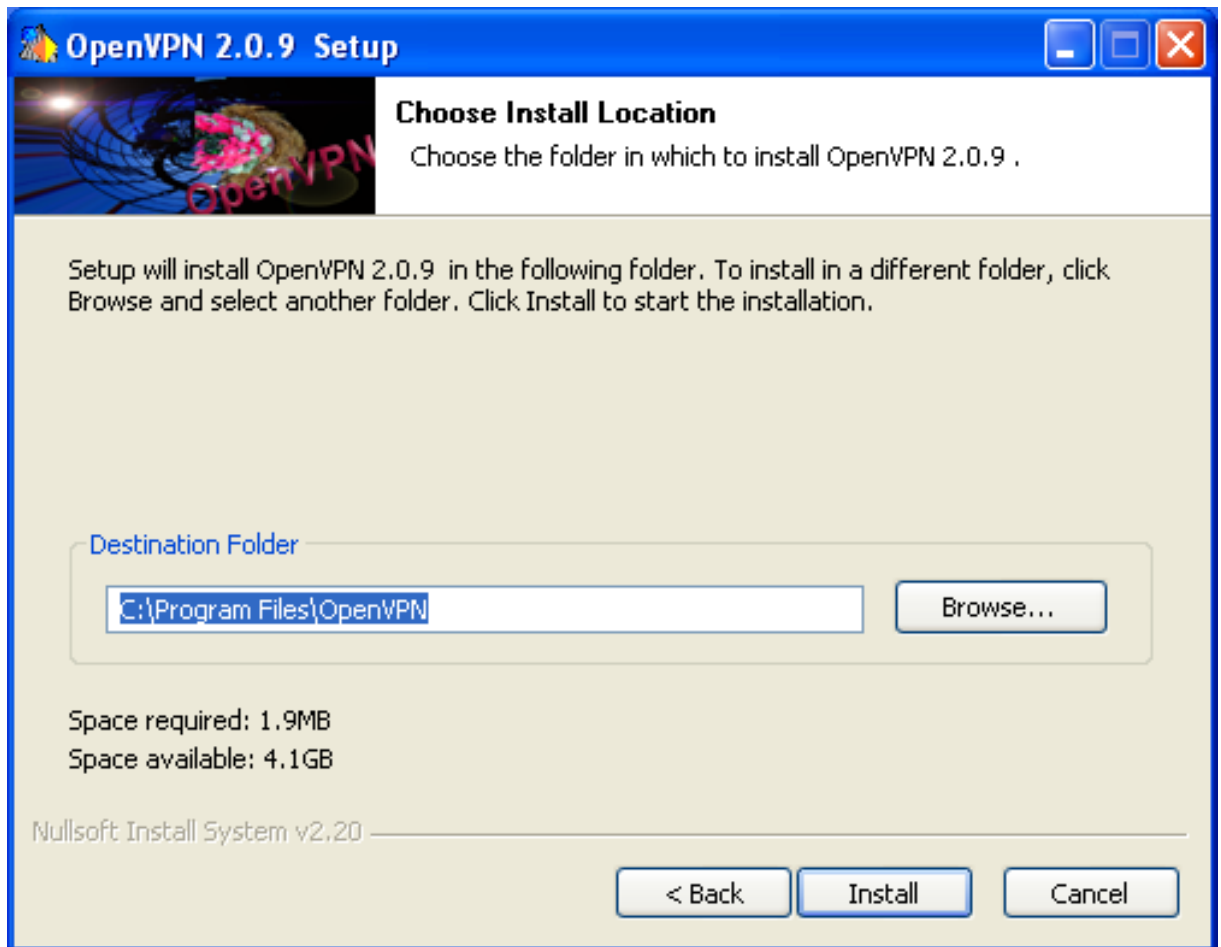 OpenVPN 2.0.9 Setup
OpenVPN
Choose Install Location
Choose the folder in which to install OpenVPN 2.0.9 .
Setup will install OpenVPN 2.0.9 in the following folder. To install in a different folder, click
Browse and select another folder. Click Install to start the installation.
Destination Folder
C:\Program Files\OpenVPN
Browse...
Space required: 1.9MB
Space available: 4.1GB
Nullsoft Install System v2.20
< Back
Install
Cancel